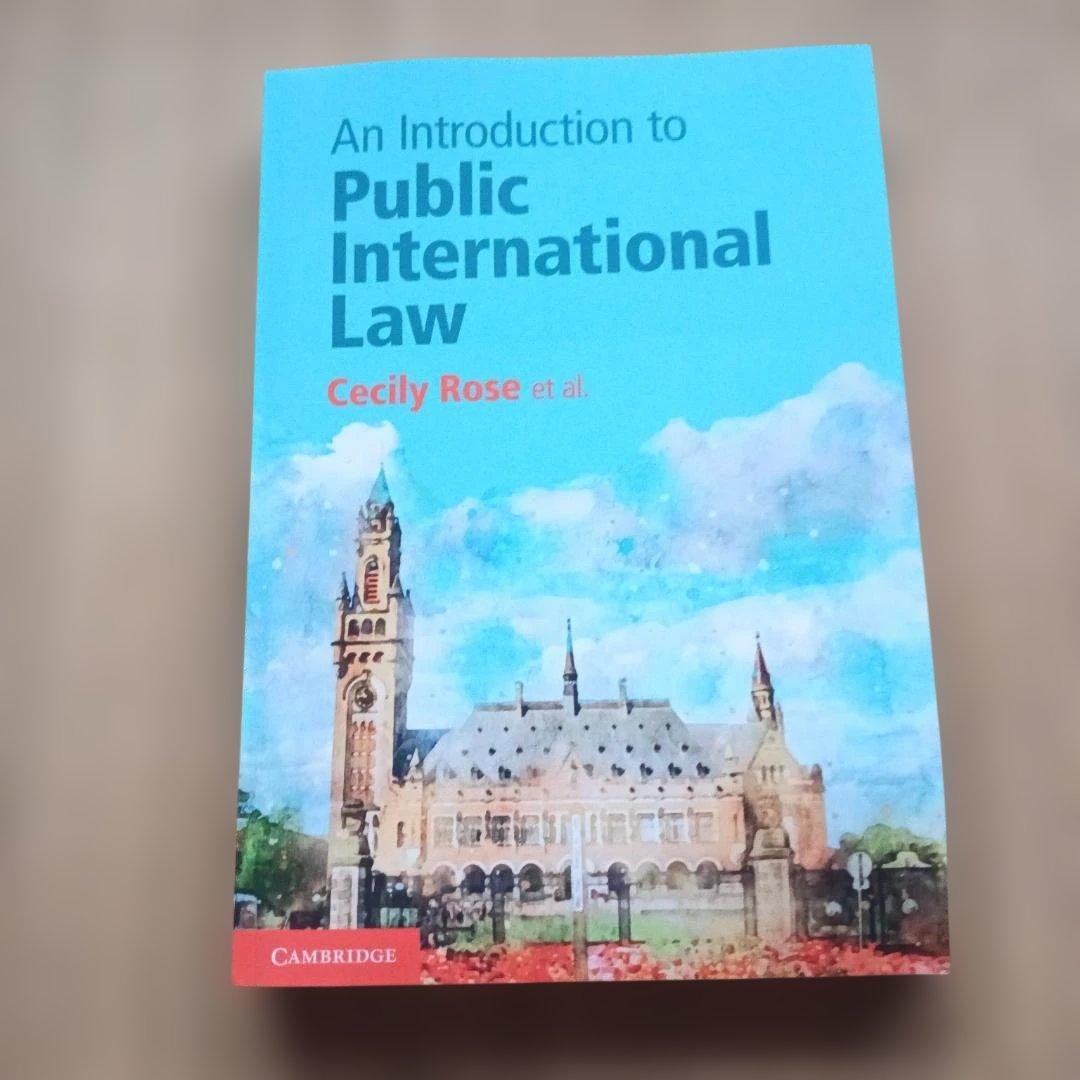 An Introduction to
Public
International
Law
Cecily Rose et al.
CAMBRIDGE